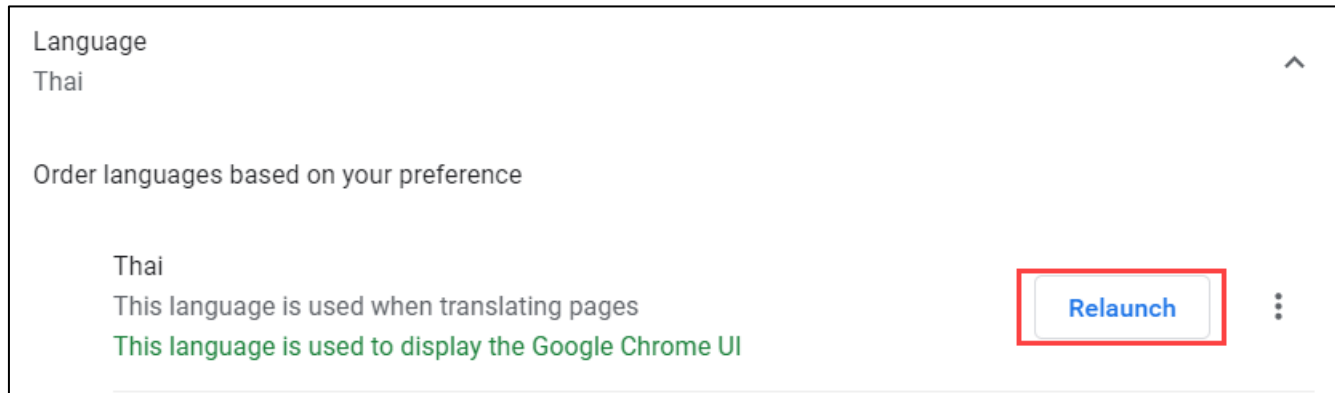 Language
Thai
Order languages based on your preference
Thai
This language is used when translating pages
This language is used to display the Google Chrome UI
Relaunch